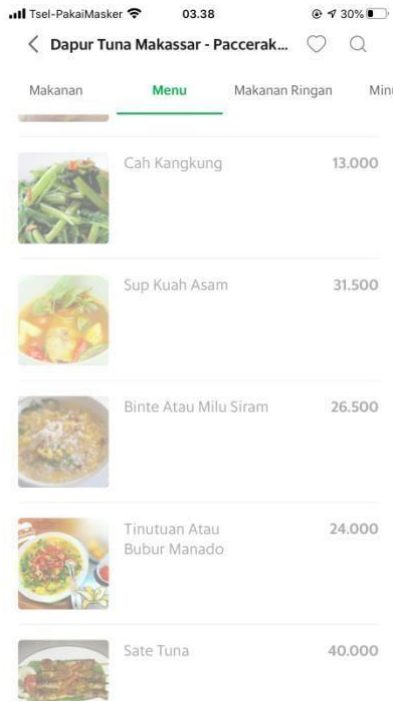 Tsel-PakaiMasker 03.38 30%
Dapur Tuna Makassar - Paccerak...
Makanan Menu Makanan Ringan Min
Cah Kangkung 13.000
Sup Kuah Asam 31.500
Binte Atau Milu Siram 26.500
Tinutuan Atau 24.000
Bubur Manado
Sate Tuna 40.000